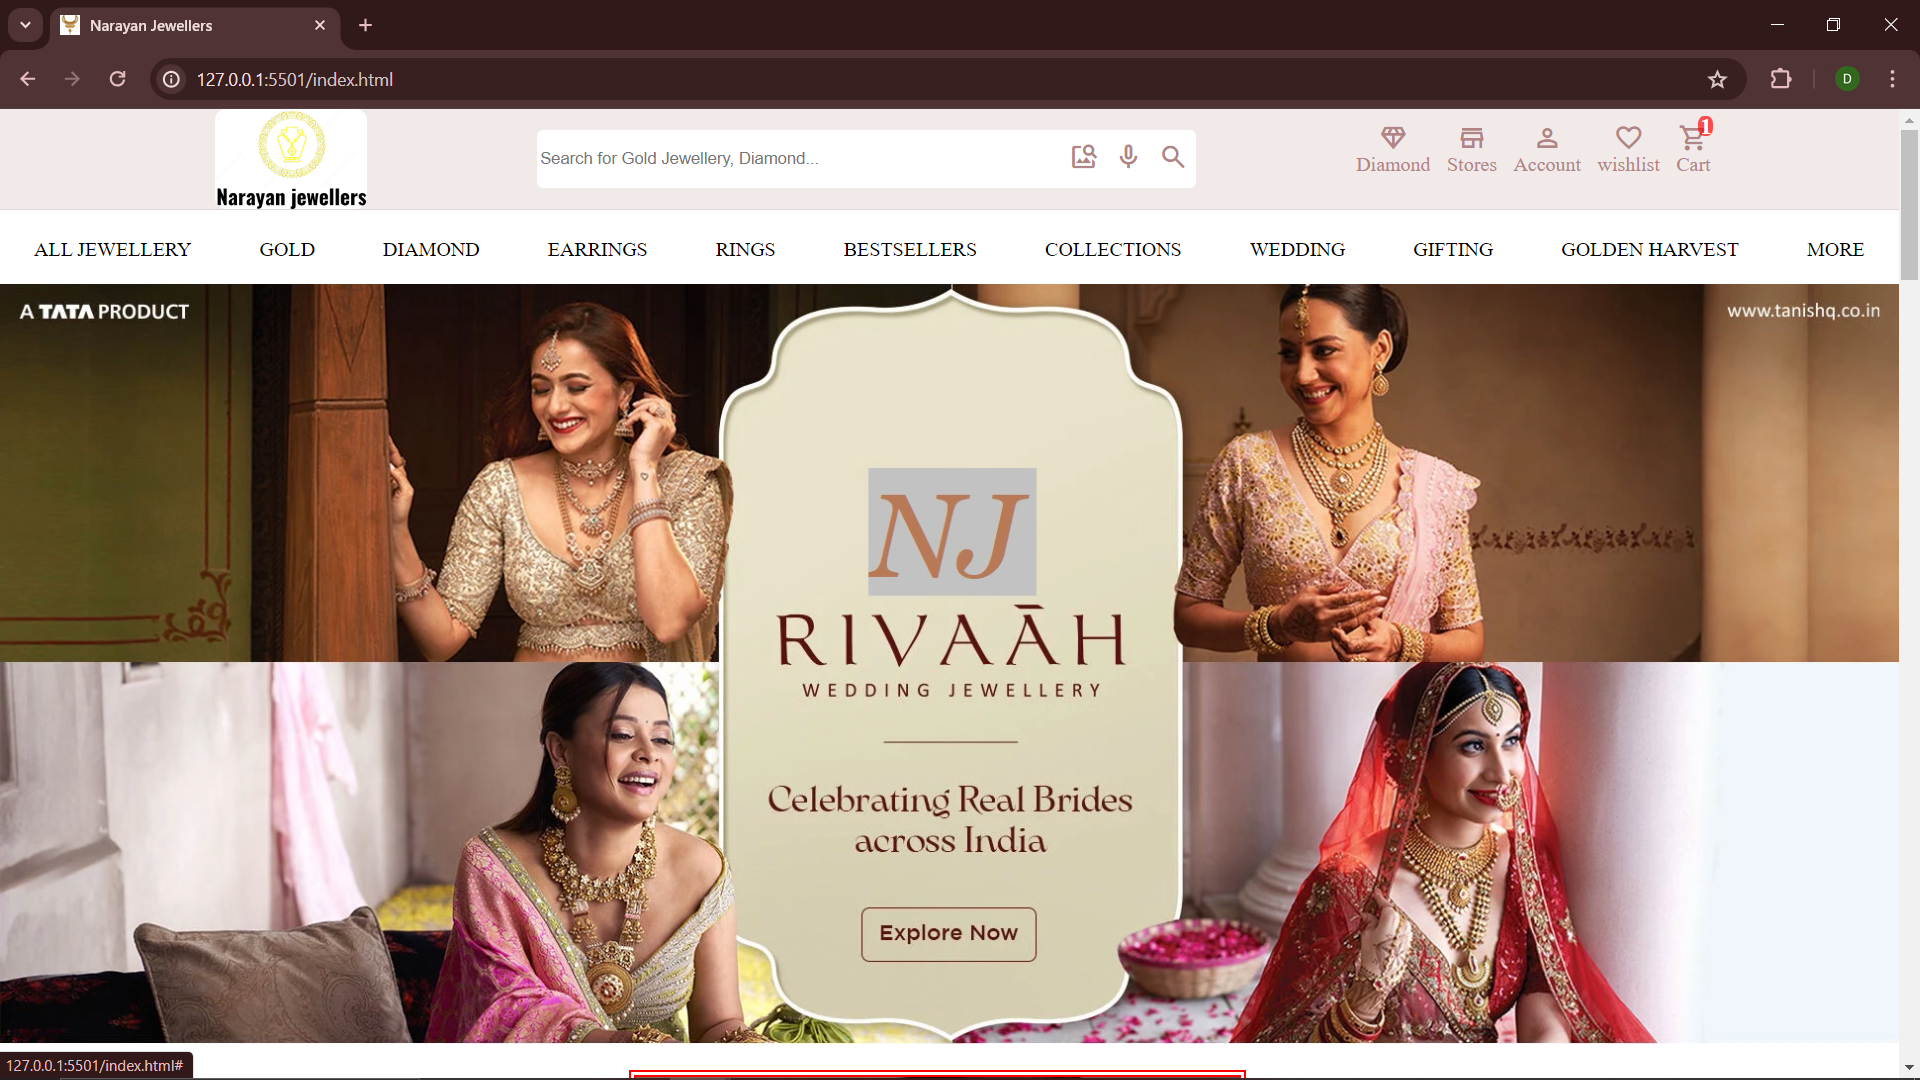 Narayan Jewellers
127.0.0.1:5501/index.html
D
Narayan jewellers
Search for Gold Jewellery, Diamond...
1
Diamond Stores Account wishlist Cart
ALL JEWELLERY GOLD DIAMOND EARRINGS RINGS BESTSELLERS COLLECTIONS WEDDING GIFTING GOLDEN HARVEST MORE
A TATA PRODUCT
www.tanishq.co.in
NJ
RIVAĀH
WEDDING JEWELLERY
Celebrating Real Brides
across India
Explore Now
127.0.0.1:5501/index.html#